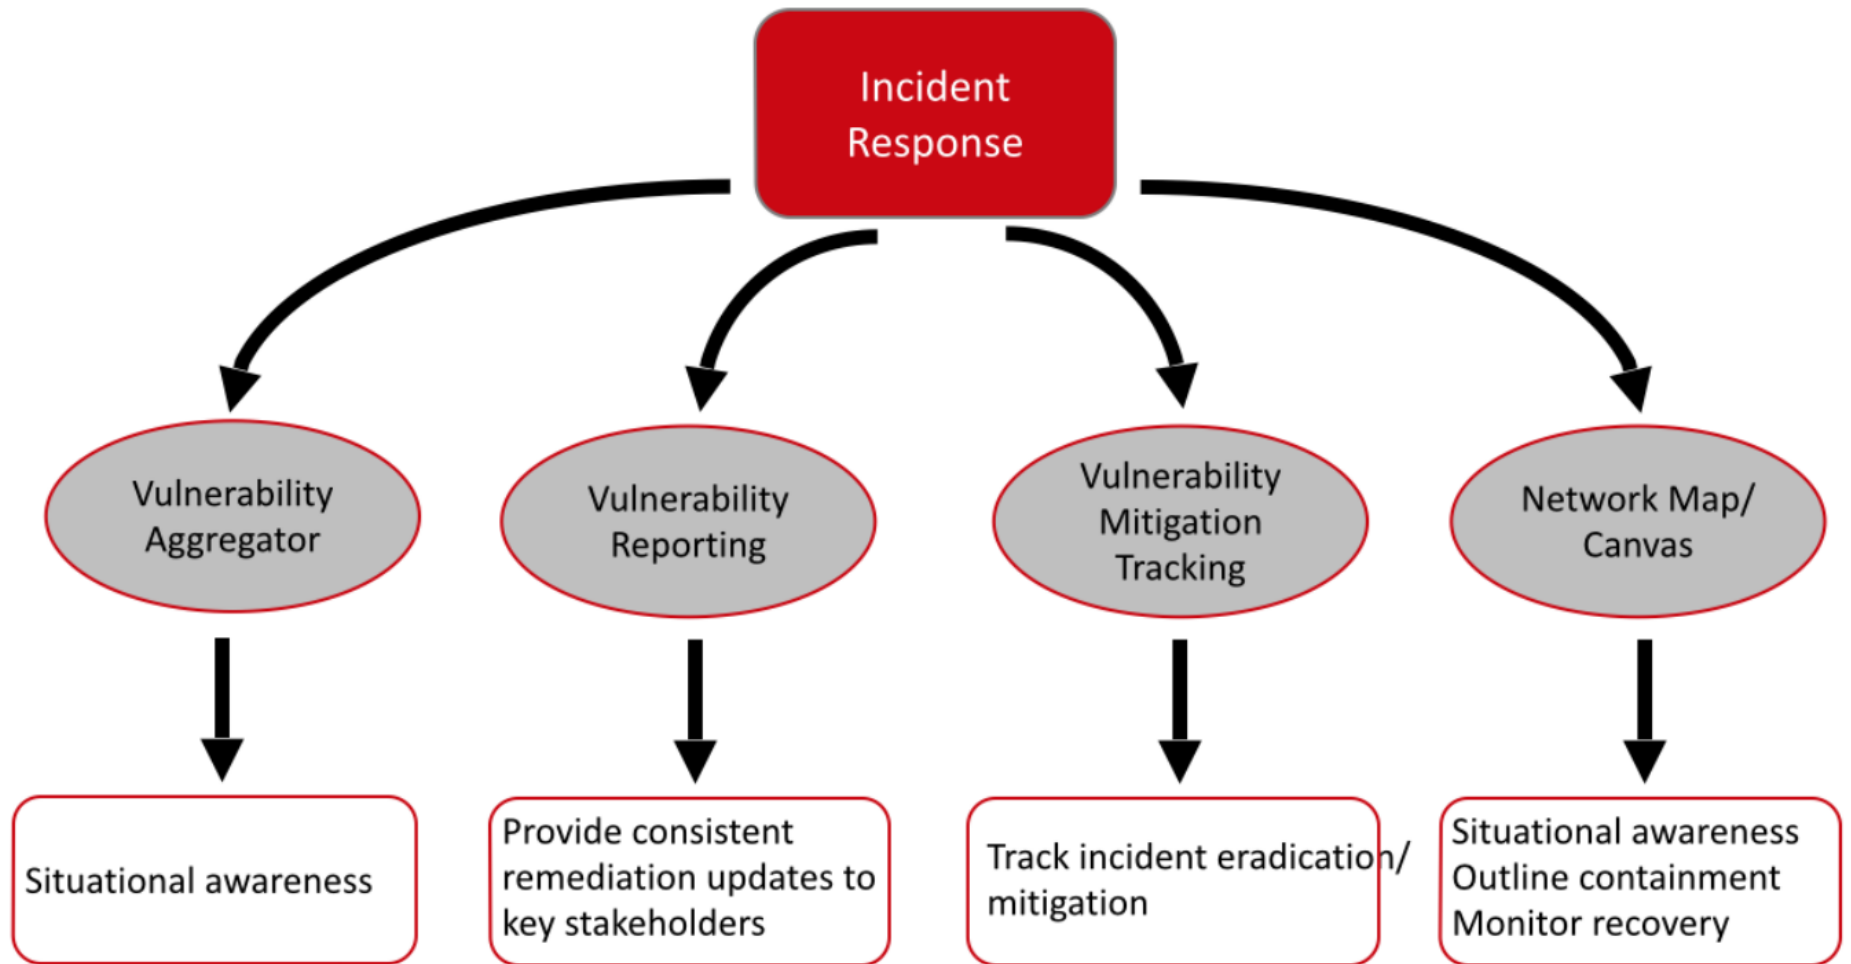 Incident
Response
Vulnerability
Aggregator
Vulnerability
Reporting
Vulnerability
Mitigation
Tracking
Network Map/
Canvas
Situational awareness
Provide consistent
remediation updates to
key stakeholders
Track incident eradication/
mitigation
Situational awareness
Outline containment
Monitor recovery